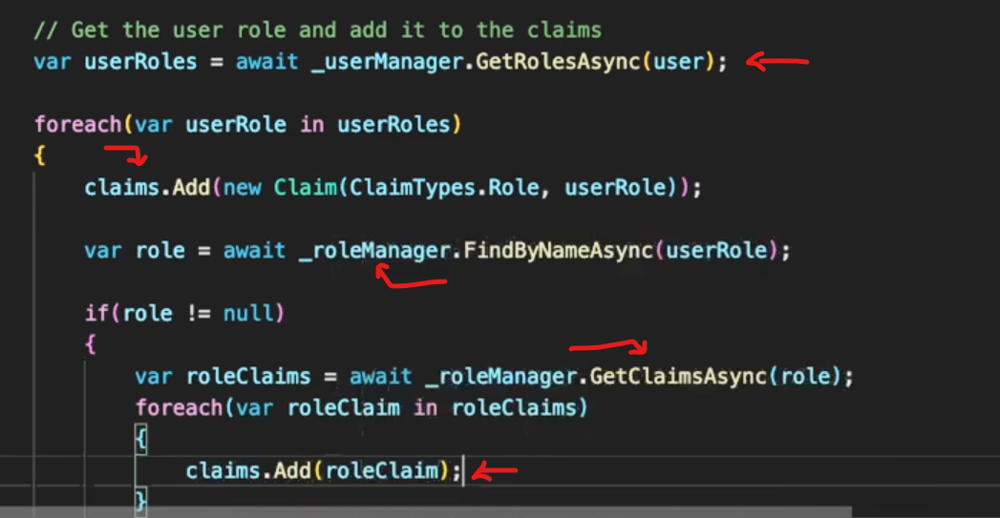 // Get the user role and add it to the claims
var userRoles = await _userManager.GetRolesAsync(user);
foreach(var userRole in userRoles)
{
claims.Add(new Claim(ClaimTypes.Role, userRole));
var role = await _roleManager.FindByNameAsync(userRole);
if(role != null)
{
var roleClaims = await _roleManager.GetClaimsAsync(role);
foreach(var roleClaim in roleClaims)
{
claims.Add(roleClaim);
}